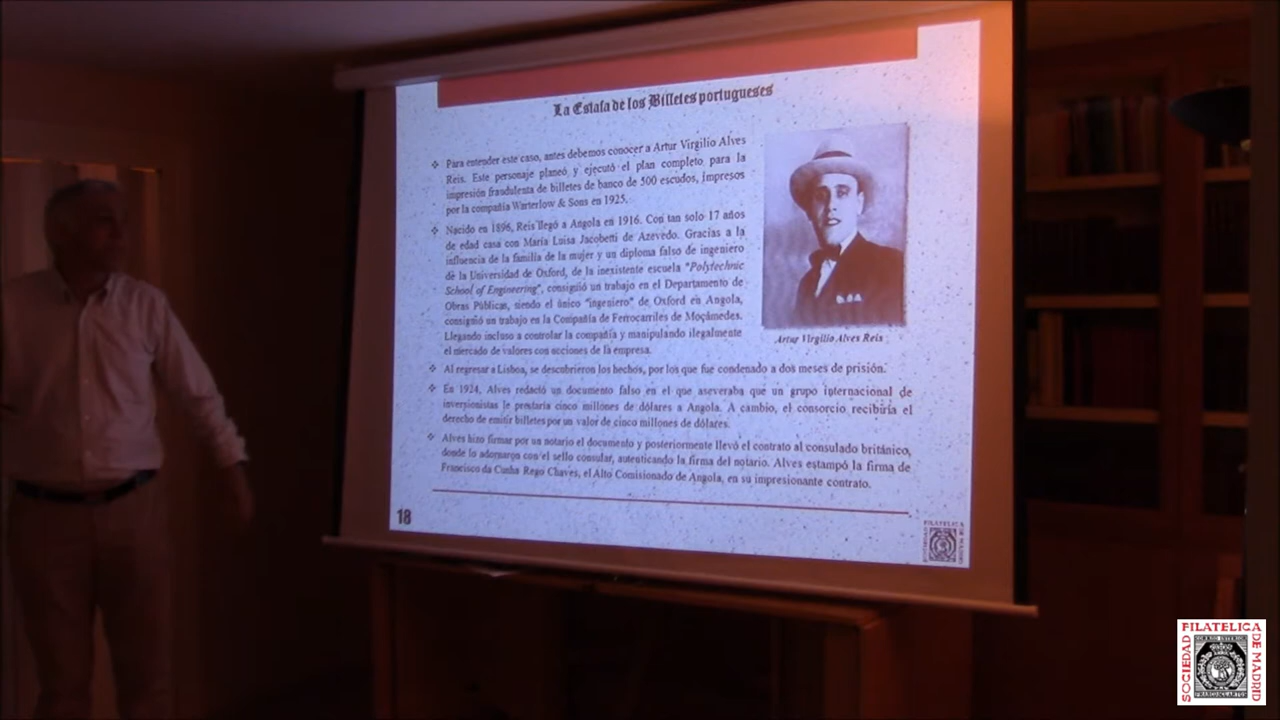 La Estafa de los Billetes portugueses
❖ Para entender este caso, antes debemos conocer a Artur Virgilio Alves
Reis. Este personaje planeó y ejecutó el plan completo para la
impresión fraudulenta de billetes de banco de 500 escudos, impresos
por la compañía Warterlow & Sons en 1925.
❖ Nacido en 1896, Reis llegó a Angola en 1916. Con tan solo 17 años
de edad casa con María Luisa Jacobetti de Azevedo. Gracias a la
influencia de la familia de la mujer y un diploma falso de ingeniero
de la Universidad de Oxford, de la inexistente escuela "Polytechnic
School of Engineering", consiguió un trabajo en el Departamento de
Obras Públicas, siendo el único "ingeniero" de Oxford en Angola,
consiguió un trabajo en la Compañía de Ferrocarriles de Moçâmedes.
Llegando incluso a controlar la compañía y manipulando ilegalmente
el mercado de valores con acciones de la empresa.
Artur Virgilio Alves Reis
❖ Al regresar a Lisboa, se descubrieron los hechos, por los que fue condenado a dos meses de prisión.
❖ En 1924, Alves redactó un documento falso en el que aseveraba que un grupo internacional de
inversionistas le prestaría cinco millones de dólares a Angola. A cambio, el consorcio recibiría el
derecho de emitir billetes por un valor de cinco millones de dólares.
❖ Alves hizo firmar por un notario el documento y posteriormente llevó el contrato al consulado británico,
donde lo adornaron con el sello consular, autenticando la firma del notario. Alves estampó la firma de
Francisco da Cunha Rego Chaves, el Alto Comisionado de Angola, en su impresionante contrato.
18
SOCIEDAD FILATELICA DE MADRID
SOCIEDAD FILATELICA DE MADRID
CORREO INTERIOR
FRANCO CUARTOS